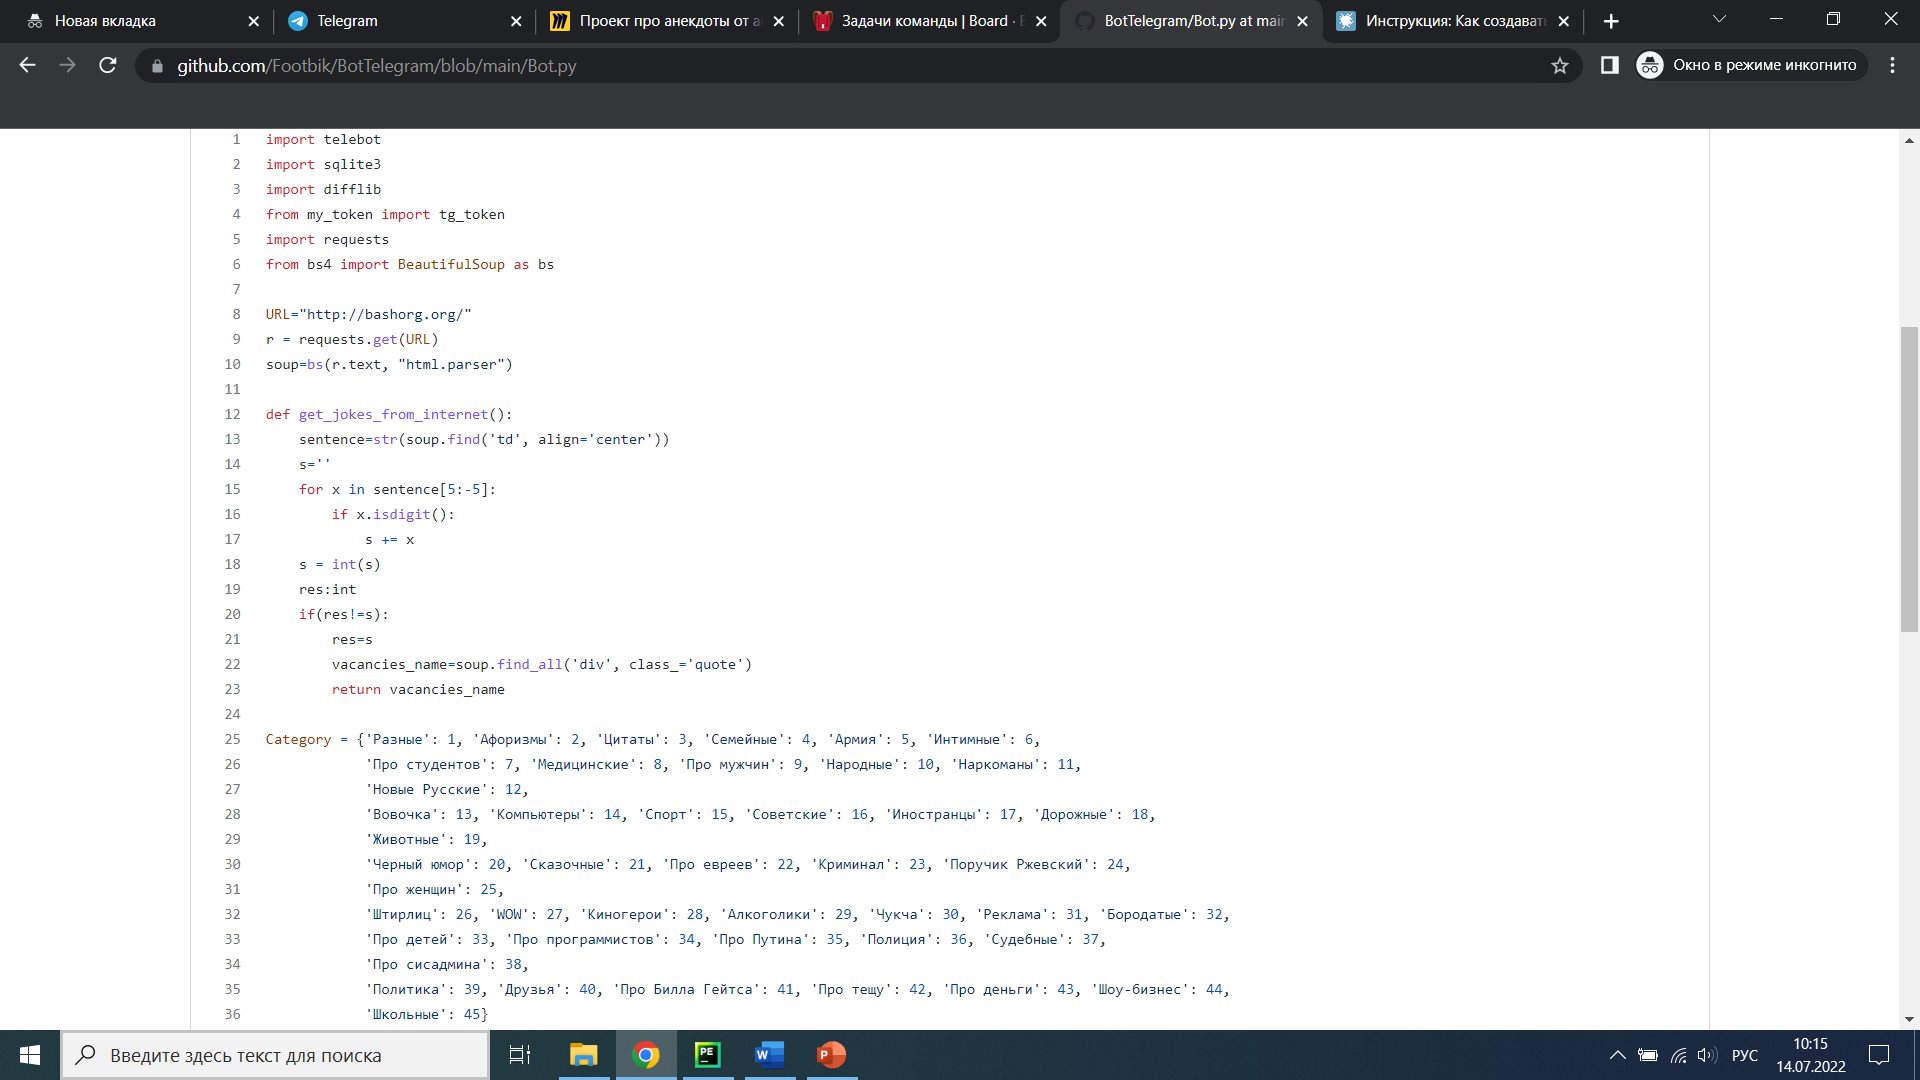 Новая вкладка
Telegram
Проект про анекдоты от а
Задачи команды | Board ·
BotTelegram/Bot.py at main
Инструкция: Как создавать
github.com/Footbik/BotTelegram/blob/main/Bot.py
Окно в режиме инкогнито
1 import telebot
2 import sqlite3
3 import difflib
4 from my_token import tg_token
5 import requests
6 from bs4 import BeautifulSoup as bs
7
8 URL="http://bashorg.org/"
9 r = requests.get(URL)
10 soup=bs(r.text, "html.parser")
11
12 def get_jokes_from_internet():
13 sentence=str(soup.find('td', align='center'))
14 s=''
15 for x in sentence[5:-5]:
16 if x.isdigit():
17 s += x
18 s = int(s)
19 res:int
20 if(res!=s):
21 res=s
22 vacancies_name=soup.find_all('div', class_='quote')
23 return vacancies_name
24
25 Category = {'Разные': 1, 'Афоризмы': 2, 'Цитаты': 3, 'Семейные': 4, 'Армия': 5, 'Интимные': 6,
26 'Про студентов': 7, 'Медицинские': 8, 'Про мужчин': 9, 'Народные': 10, 'Наркоманы': 11,
27 'Новые Русские': 12,
28 'Вовочка': 13, 'Компьютеры': 14, 'Спорт': 15, 'Советские': 16, 'Иностранцы': 17, 'Дорожные': 18,
29 'Животные': 19,
30 'Черный юмор': 20, 'Сказочные': 21, 'Про евреев': 22, 'Криминал': 23, 'Поручик Ржевский': 24,
31 'Про женщин': 25,
32 'Штирлиц': 26, 'WOW': 27, 'Киногерои': 28, 'Алкоголики': 29, 'Чукча': 30, 'Реклама': 31, 'Бородатые': 32,
33 'Про детей': 33, 'Про программистов': 34, 'Про Путина': 35, 'Полиция': 36, 'Судебные': 37,
34 'Про сисадмина': 38,
35 'Политика': 39, 'Друзья': 40, 'Про Билла Гейтса': 41, 'Про тещу': 42, 'Про деньги': 43, 'Шоу-бизнес': 44,
36 'Школьные': 45}
Введите здесь текст для поиска
PE
W
P
РУС
10:15
14.07.2022